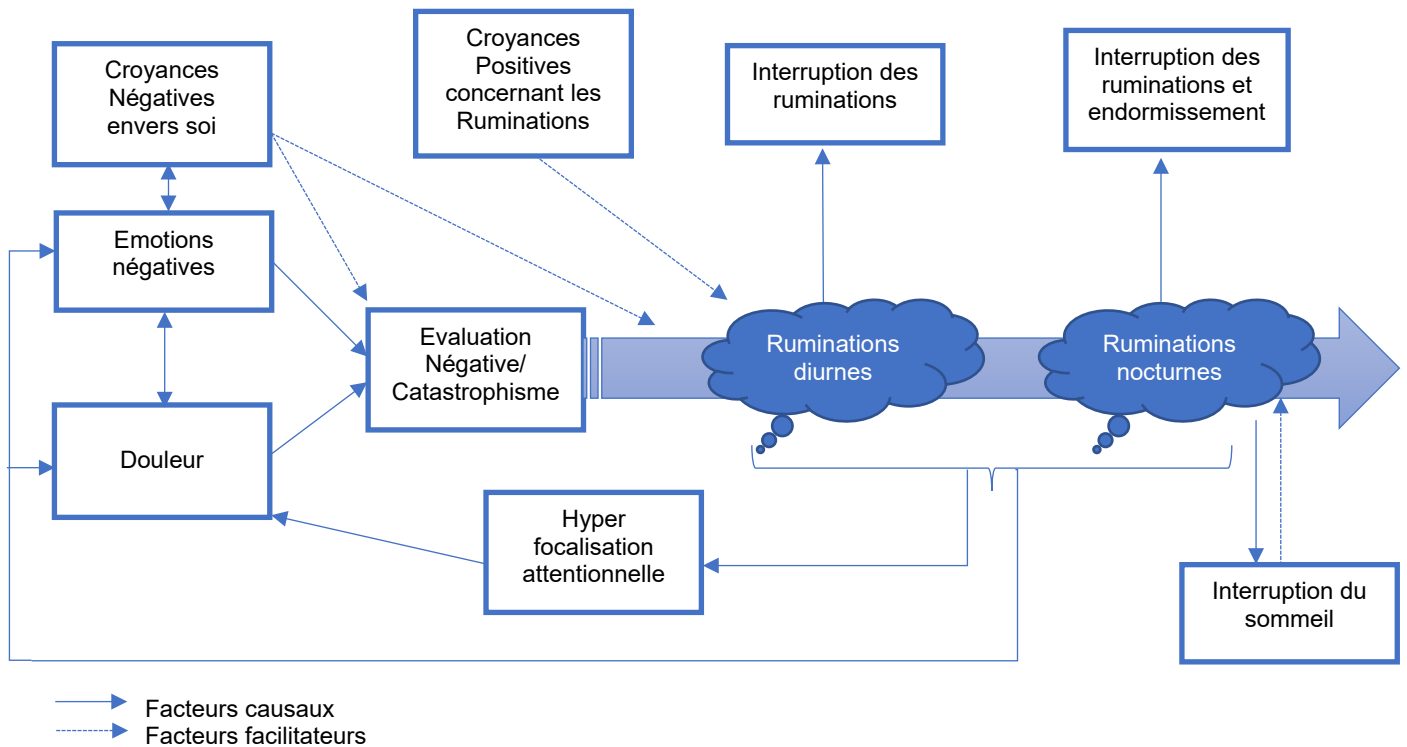 Croyances
Négatives
envers soi
Croyances
Positives
concernant les
Ruminations
Interruption des
ruminations
Interruption des
ruminations et
endormissement
Emotions
négatives
Evaluation
Négative/
Catastrophisme
Ruminations
diurnes
Ruminations
nocturnes
Douleur
Hyper
focalisation
attentionnelle
Interruption du
sommeil
Facteurs causaux
Facteurs facilitateurs